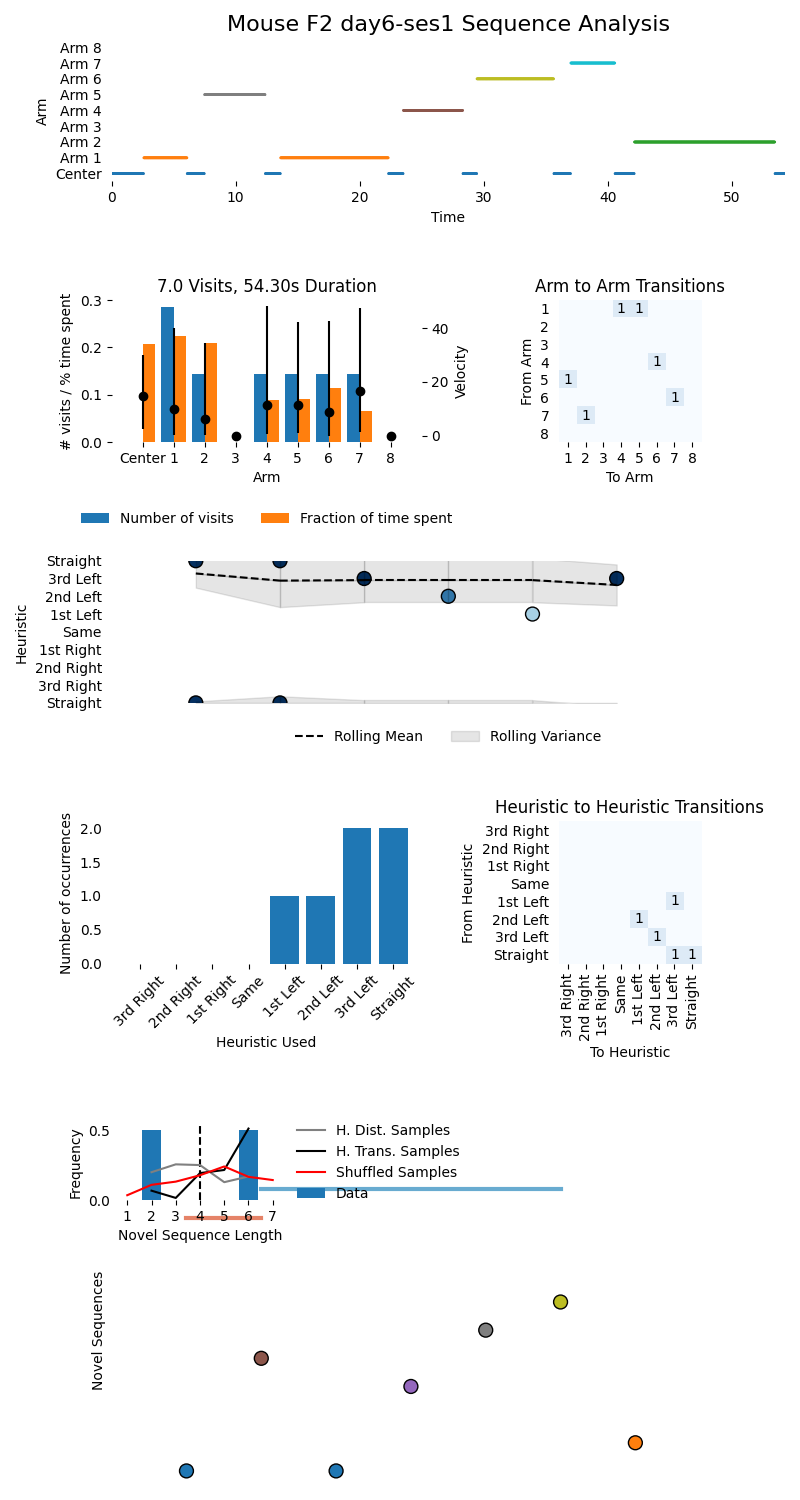 Mouse F2 day6-ses1 Sequence Analysis
Arm 8
Arm 7
Arm 6
Arm 5
Arm 4
Arm 3
Arm 2
Arm 1
Center
Arm
0 10 20 30 40 50
Time
7.0 Visits, 54.30s Duration
0.3
0.2
0.1
0.0
# visits / % time spent
40
20
0
Velocity
Center 1 2 3 4 5 6 7 8
Arm
Number of visits Fraction of time spent
Arm to Arm Transitions
1 1 1
2
3
4 1
5 1
6 1
7 1
8
From Arm
1 2 3 4 5 6 7 8
To Arm
Straight
3rd Left
2nd Left
1st Left
Same
1st Right
2nd Right
3rd Right
Straight
Heuristic
Rolling Mean Rolling Variance
2.0
1.5
1.0
0.5
0.0
Number of occurrences
3rd Right 2nd Right 1st Right Same 1st Left 2nd Left 3rd Left Straight
Heuristic Used
Heuristic to Heuristic Transitions
3rd Right
2nd Right
1st Right
Same
1st Left 1
2nd Left 1
3rd Left 1
Straight 1 1
From Heuristic
3rd Right 2nd Right 1st Right Same 1st Left 2nd Left 3rd Left Straight
To Heuristic
0.5
0.0
Frequency
1 2 3 4 5 6 7
Novel Sequence Length
H. Dist. Samples
H. Trans. Samples
Shuffled Samples
Data
Novel Sequences